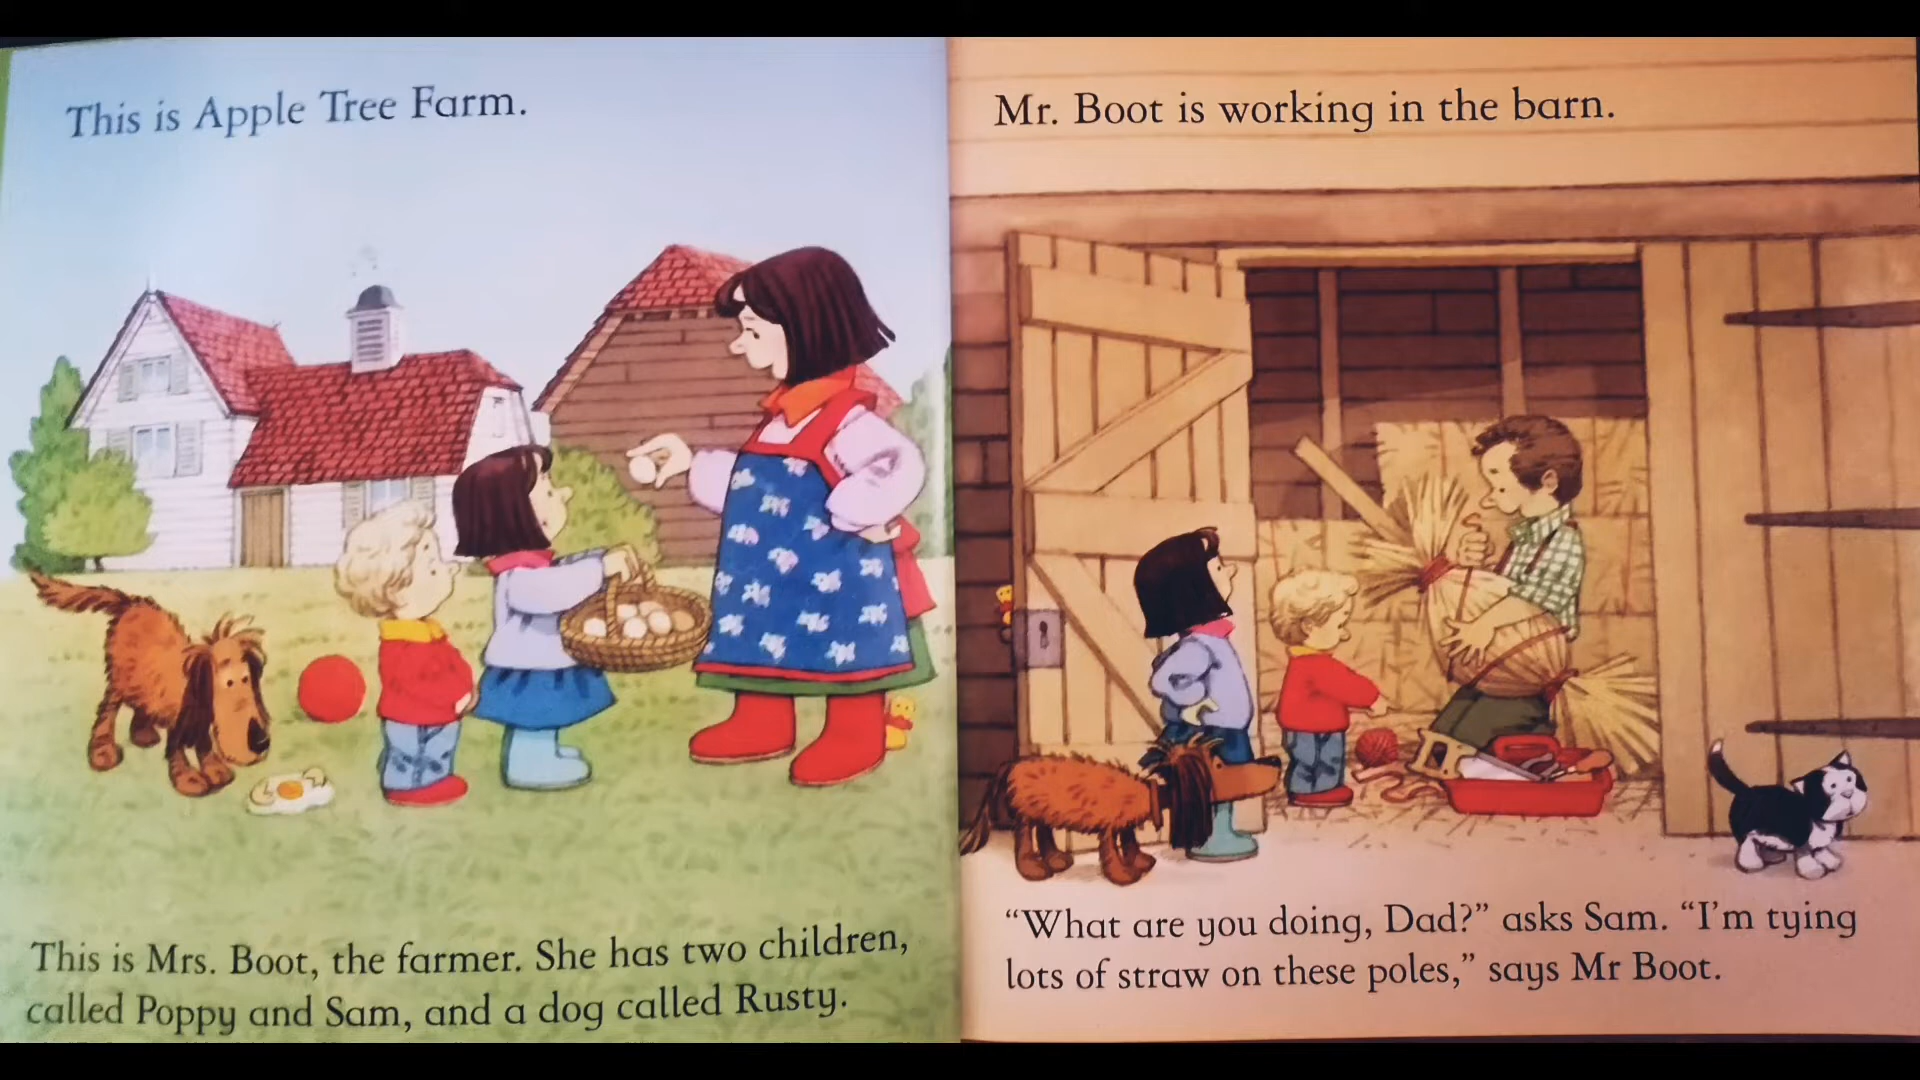 This is Apple Tree Farm.
This is Mrs. Boot, the farmer. She has two children,
called Poppy and Sam, and a dog called Rusty.
Mr. Boot is working in the barn.
“What are you doing, Dad?” asks Sam. “I’m tying
lots of straw on these poles,” says Mr Boot.